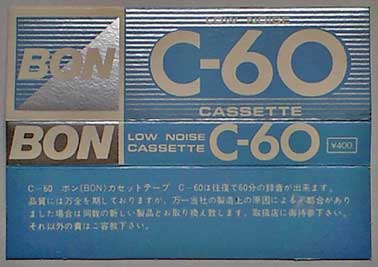 LOW NOISE
BON
C-60
CASSETTE
BON
LOW NOISE
CASSETTE
C-60
¥400
C-60 ボン(BON)カセットテープ C-60は往復で60分の録音が出来ます。
品質には万全を期しておりますが、万一当社の製造上の原因による不都合があり
ました場合は同数の新しい製品とお取り換え致します。取扱店に御持参下さい。
それ以外の責はご容赦下さい。